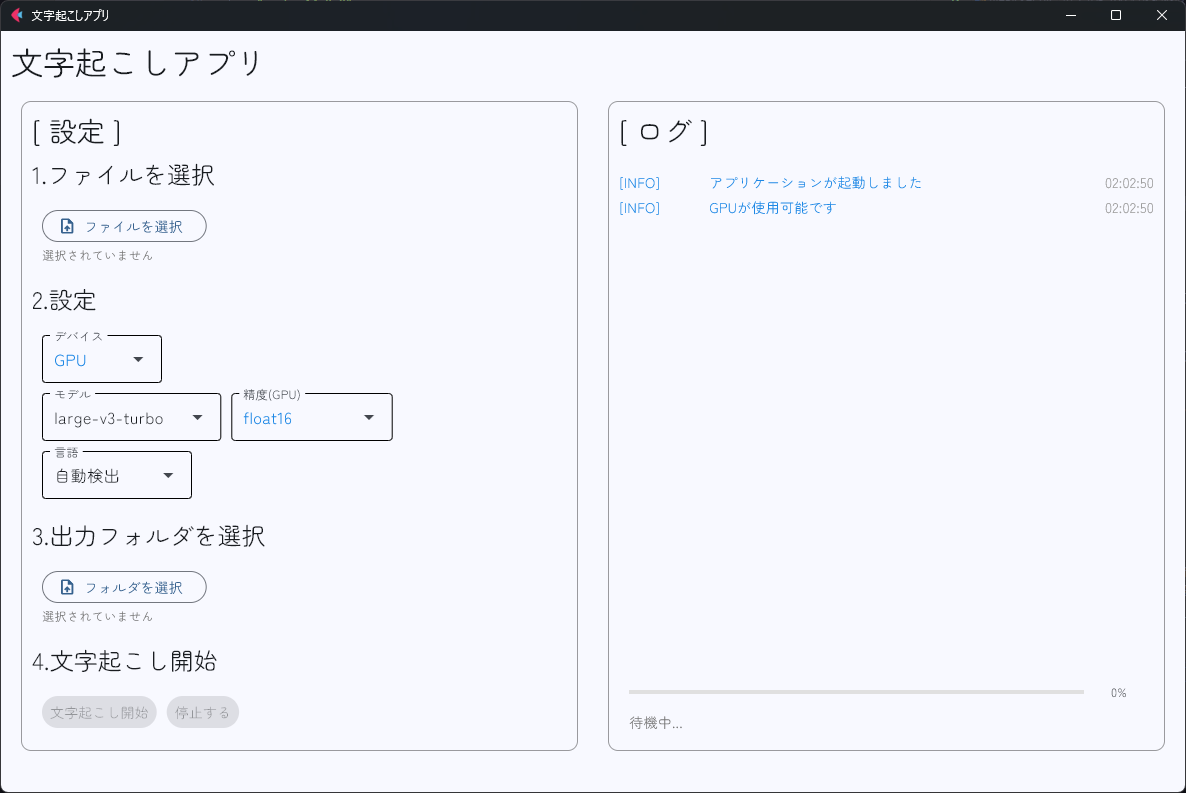 文字起こしアプリ
文字起こしアプリ
[ 設定 ]
1.ファイルを選択
ファイルを選択
選択されていません
2.設定
デバイス
GPU
モデル
large-v3-turbo
精度(GPU)
float16
言語
自動検出
3.出力フォルダを選択
フォルダを選択
選択されていません
4.文字起こし開始
文字起こし開始 停止する
[ ログ ]
[INFO] アプリケーションが起動しました 02:02:50
[INFO] GPUが使用可能です 02:02:50
0%
待機中...